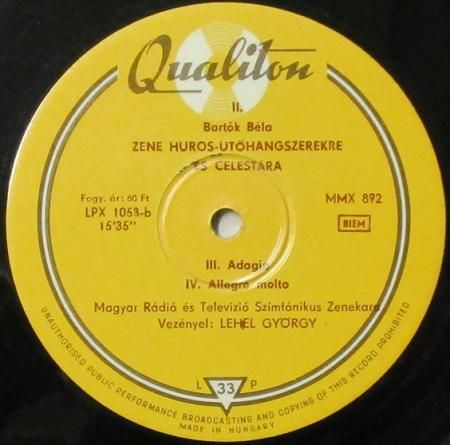 Qualiton
II.
Bartók Béla
ZENE HUROS-UTŐHANGSZEREKRE
ÉS CELESTÁRA
Fogy. ár: 60 Ft
LPX 1053-b
15'35"
MMX 892
BIEM
III. Adagio
IV. Allegro molto
Magyar Rádió és Televízió Szímfónikus Zenekara
Vezényel: LEHEL GYÖRGY
L 33 P
UNAUTHORISED PUBLIC PERFORMANCE BROADCASTING AND COPYING OF THIS RECORD PROHIBITED
MADE IN HUNGARY